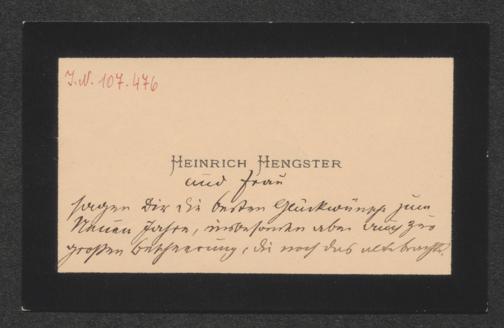 I.N. 107.476
HEINRICH HENGSTER
und Frau
sagen Dir die besten Glückwünsche zum
Neuen Jahre, insbesondere aber auch zur
großen Bescheerung, die noch das alte brachte.